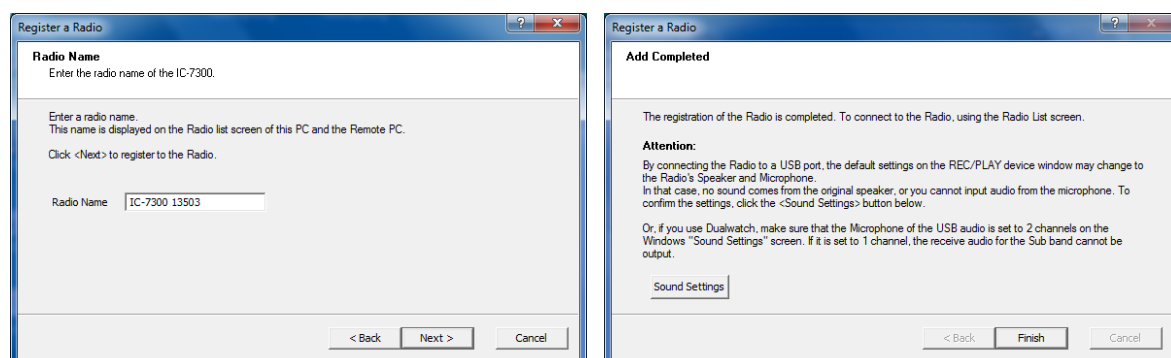 Register a Radio
Radio Name
Enter the radio name of the IC-7300.
Enter a radio name.
This name is displayed on the Radio list screen of this PC and the Remote PC.
Click <Next> to register to the Radio.
Radio Name IC-7300 13503
< Back Next > Cancel
Register a Radio
Add Completed
The registration of the Radio is completed. To connect to the Radio, using the Radio List screen.
Attention:
By connecting the Radio to a USB port, the default settings on the REC/PLAY device window may change to
the Radio's Speaker and Microphone.
In that case, no sound comes from the original speaker, or you cannot input audio from the microphone. To
confirm the settings, click the <Sound Settings> button below.
Or, if you use Dualwatch, make sure that the Microphone of the USB audio is set to 2 channels on the
Windows "Sound Settings" screen. If it is set to 1 channel, the receive audio for the Sub band cannot be
output.
Sound Settings
< Back Finish Cancel